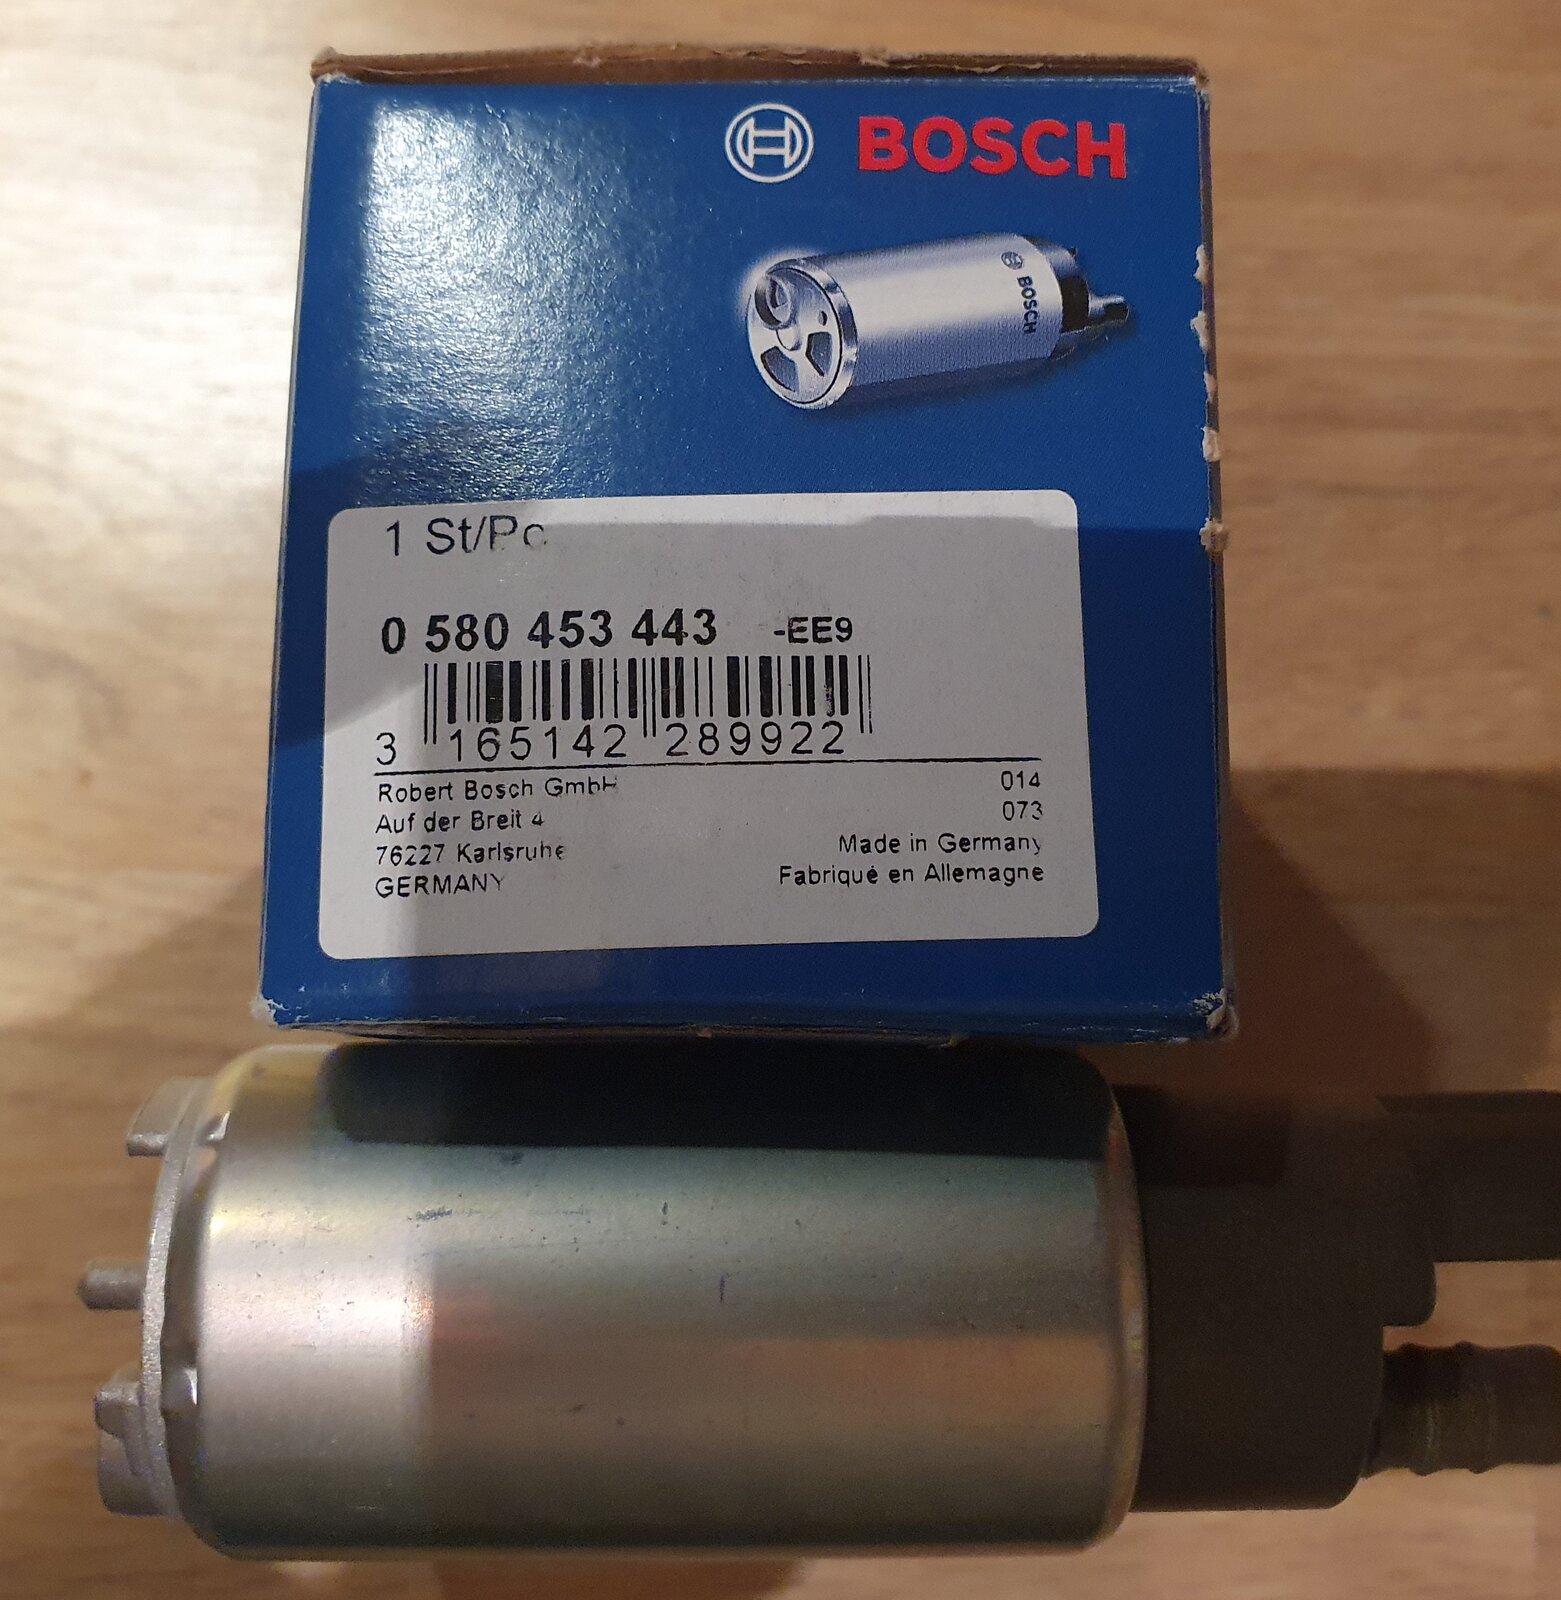 BOSCH
BOSCH
1 St/Pc
0 580 453 443 -EE9
3 165142 289922
Robert Bosch GmbH 014
Auf der Breit 4 073
76227 Karlsruhe Made in Germany
GERMANY Fabriqué en Allemagne